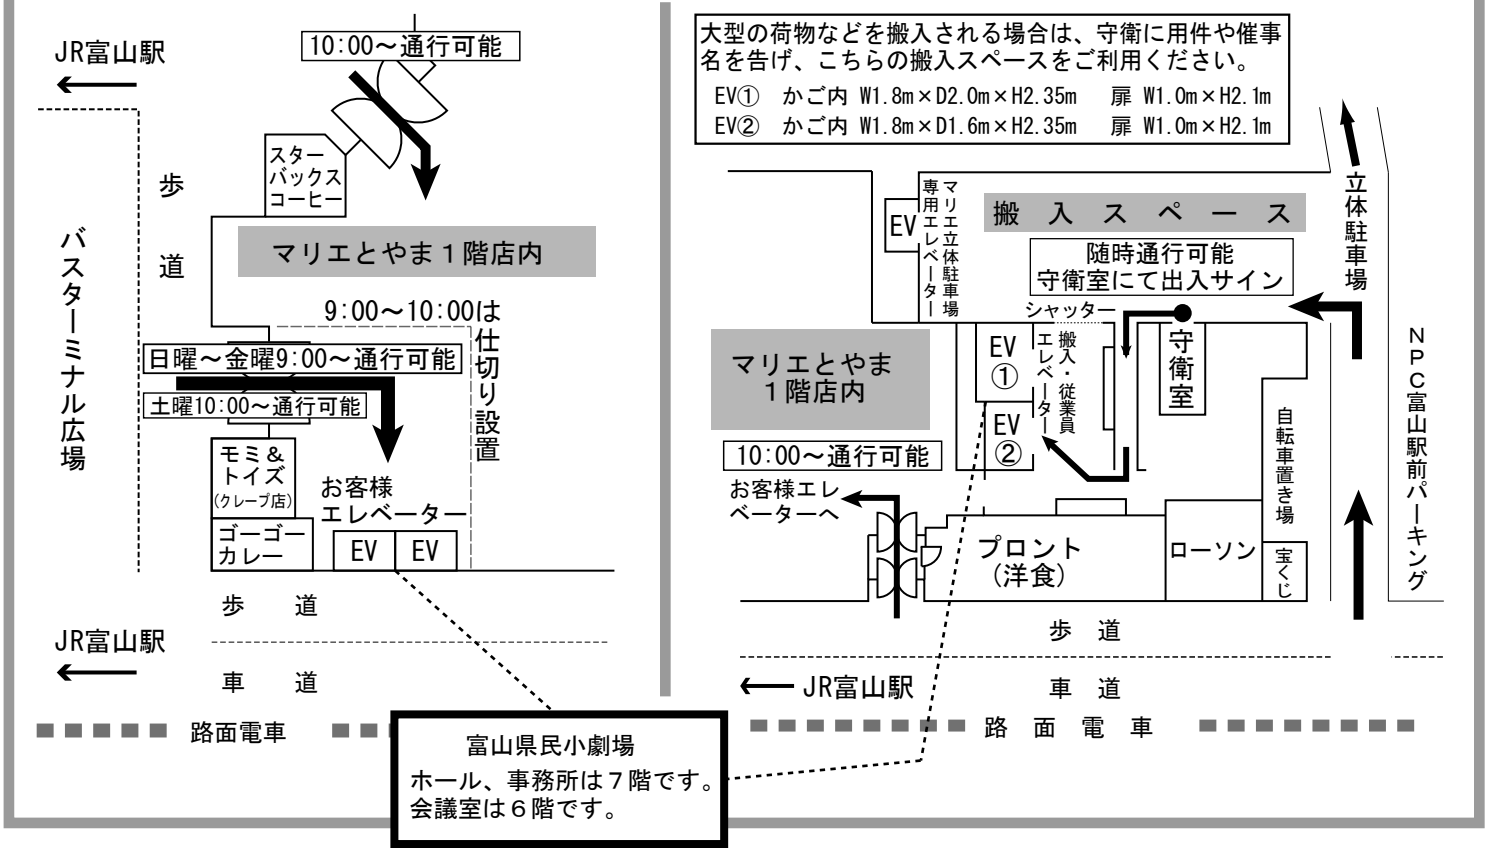 JR富山駅
10:00～通行可能
スター
バックス
コーヒー
歩道
バスターミナル広場
マリエとやま１階店内
9:00～10:00は
仕切り設置
日曜～金曜9:00～通行可能
土曜10:00～通行可能
モミ＆
トイズ
(クレープ店)
ゴーゴー
カレー
お客様
エレベーター
EV
EV
歩　道
JR富山駅
車　道
路面電車
富山県民小劇場
ホール、事務所は７階です。
会議室は６階です。
大型の荷物などを搬入される場合は、守衛に用件や催事
名を告げ、こちらの搬入スペースをご利用ください。
EV①　かご内 W1.8m×D2.0m×H2.35m　扉 W1.0m×H2.1m
EV②　かご内 W1.8m×D1.6m×H2.35m　扉 W1.0m×H2.1m
立体駐車場
マリエ立体駐車場
専用エレベーター
EV
搬入スペース
随時通行可能
守衛室にて出入サイン
シャッター
マリエとやま
１階店内
EV
①
EV
②
搬入・従業員
エレベーター
守衛室
10:00～通行可能
お客様エレ
ベーターへ
プロント
(洋食)
ローソン
自転車置き場
宝くじ
NPC富山駅前パーキング
歩　道
JR富山駅
車　道
路　面　電　車